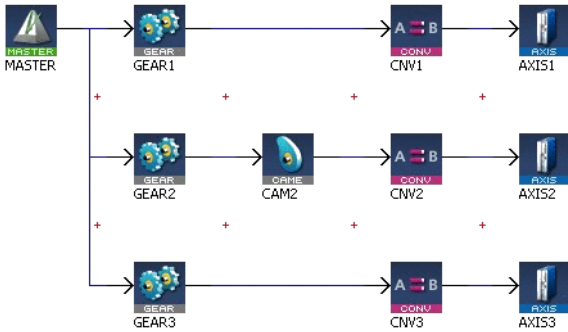 MASTER
MASTER
GEAR
GEAR1
A B
CONV
CNV1
AXIS
AXIS1
GEAR
GEAR2
CAME
CAM2
A B
CONV
CNV2
AXIS
AXIS2
GEAR
GEAR3
A B
CONV
CNV3
AXIS
AXIS3